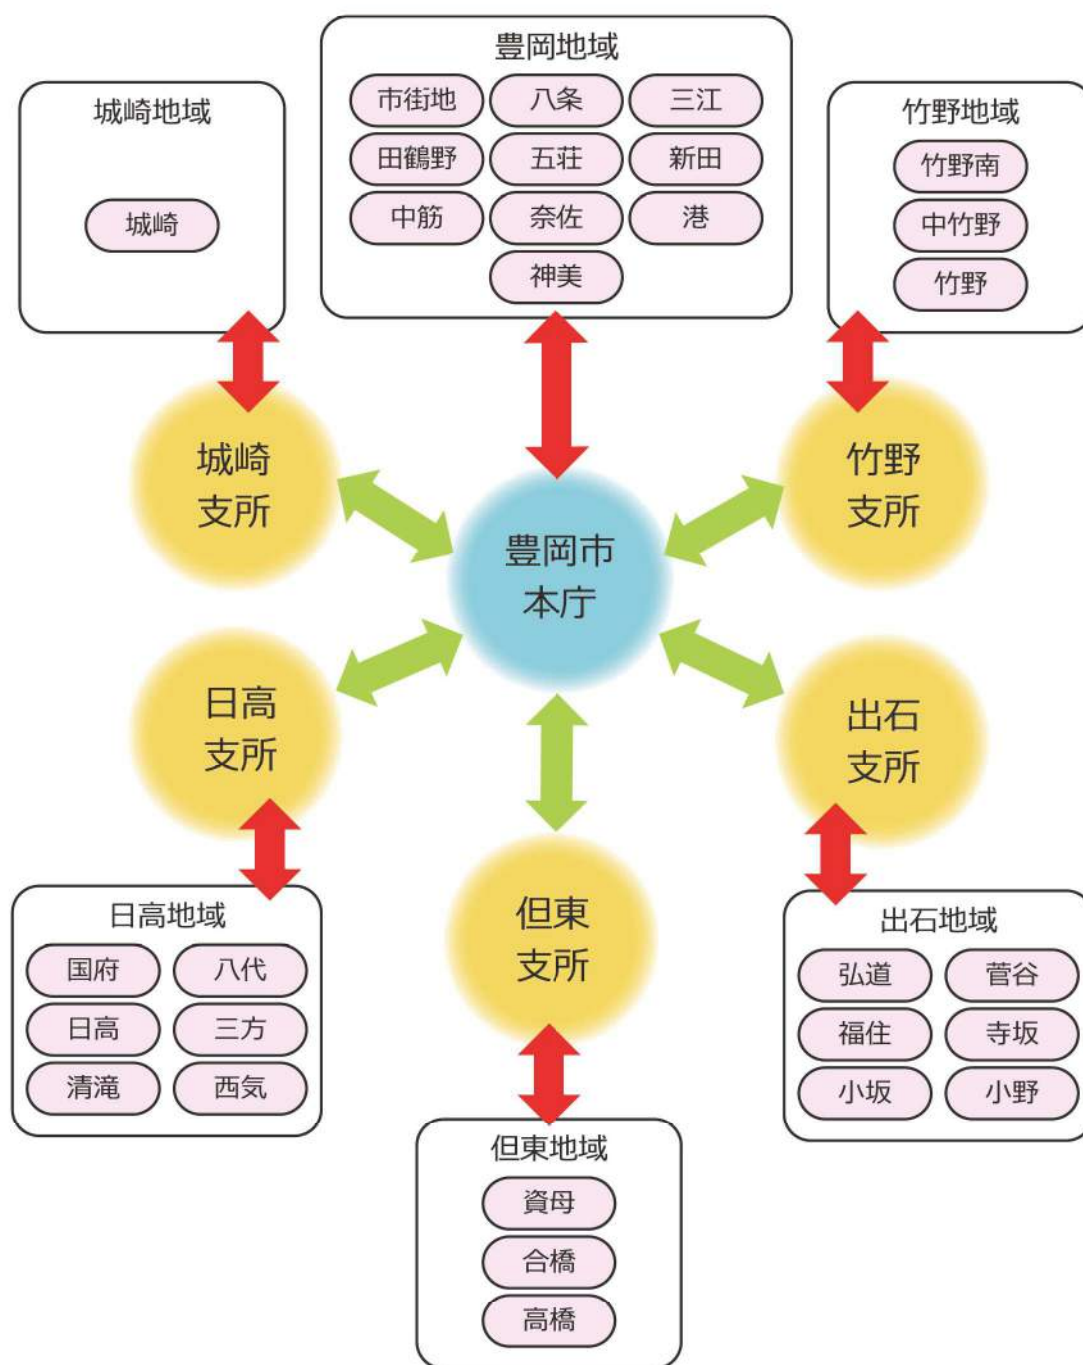 豊岡地域
市街地 八条 三江
田鶴野 五荘 新田
中筋 奈佐 港
神美
城崎地域
城崎
竹野地域
竹野南
中竹野
竹野
城崎
支所
竹野
支所
豊岡市
本庁
日高
支所
出石
支所
但東
支所
日高地域
国府 八代
日高 三方
清滝 西気
出石地域
弘道 菅谷
福住 寺坂
小坂 小野
但東地域
資母
合橋
高橋